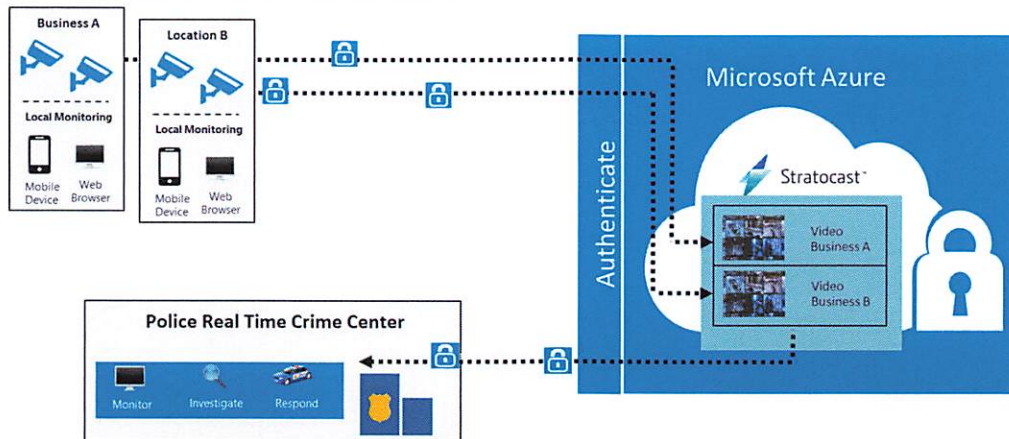 Business A
Local Monitoring
Mobile
Device
Web
Browser
Location B
Local Monitoring
Mobile
Device
Web
Browser
Authenticate
Microsoft Azure
Stratocast™
Video
Business A
Video
Business B
Police Real Time Crime Center
Monitor
Investigate
Respond